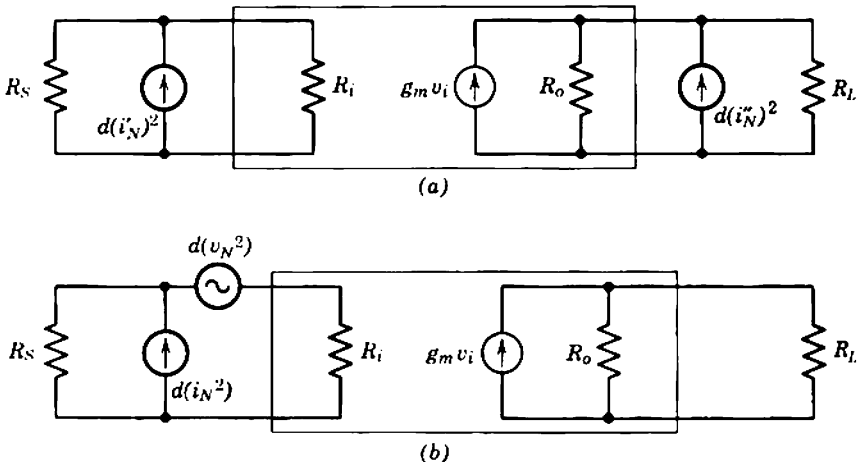 R_S
d(i'_N)^2
R_i
g_m v_i
R_o
d(i''_N)^2
R_L
(a)
d(v_N^2)
R_S
d(i_N^2)
R_i
g_m v_i
R_o
R_L
(b)